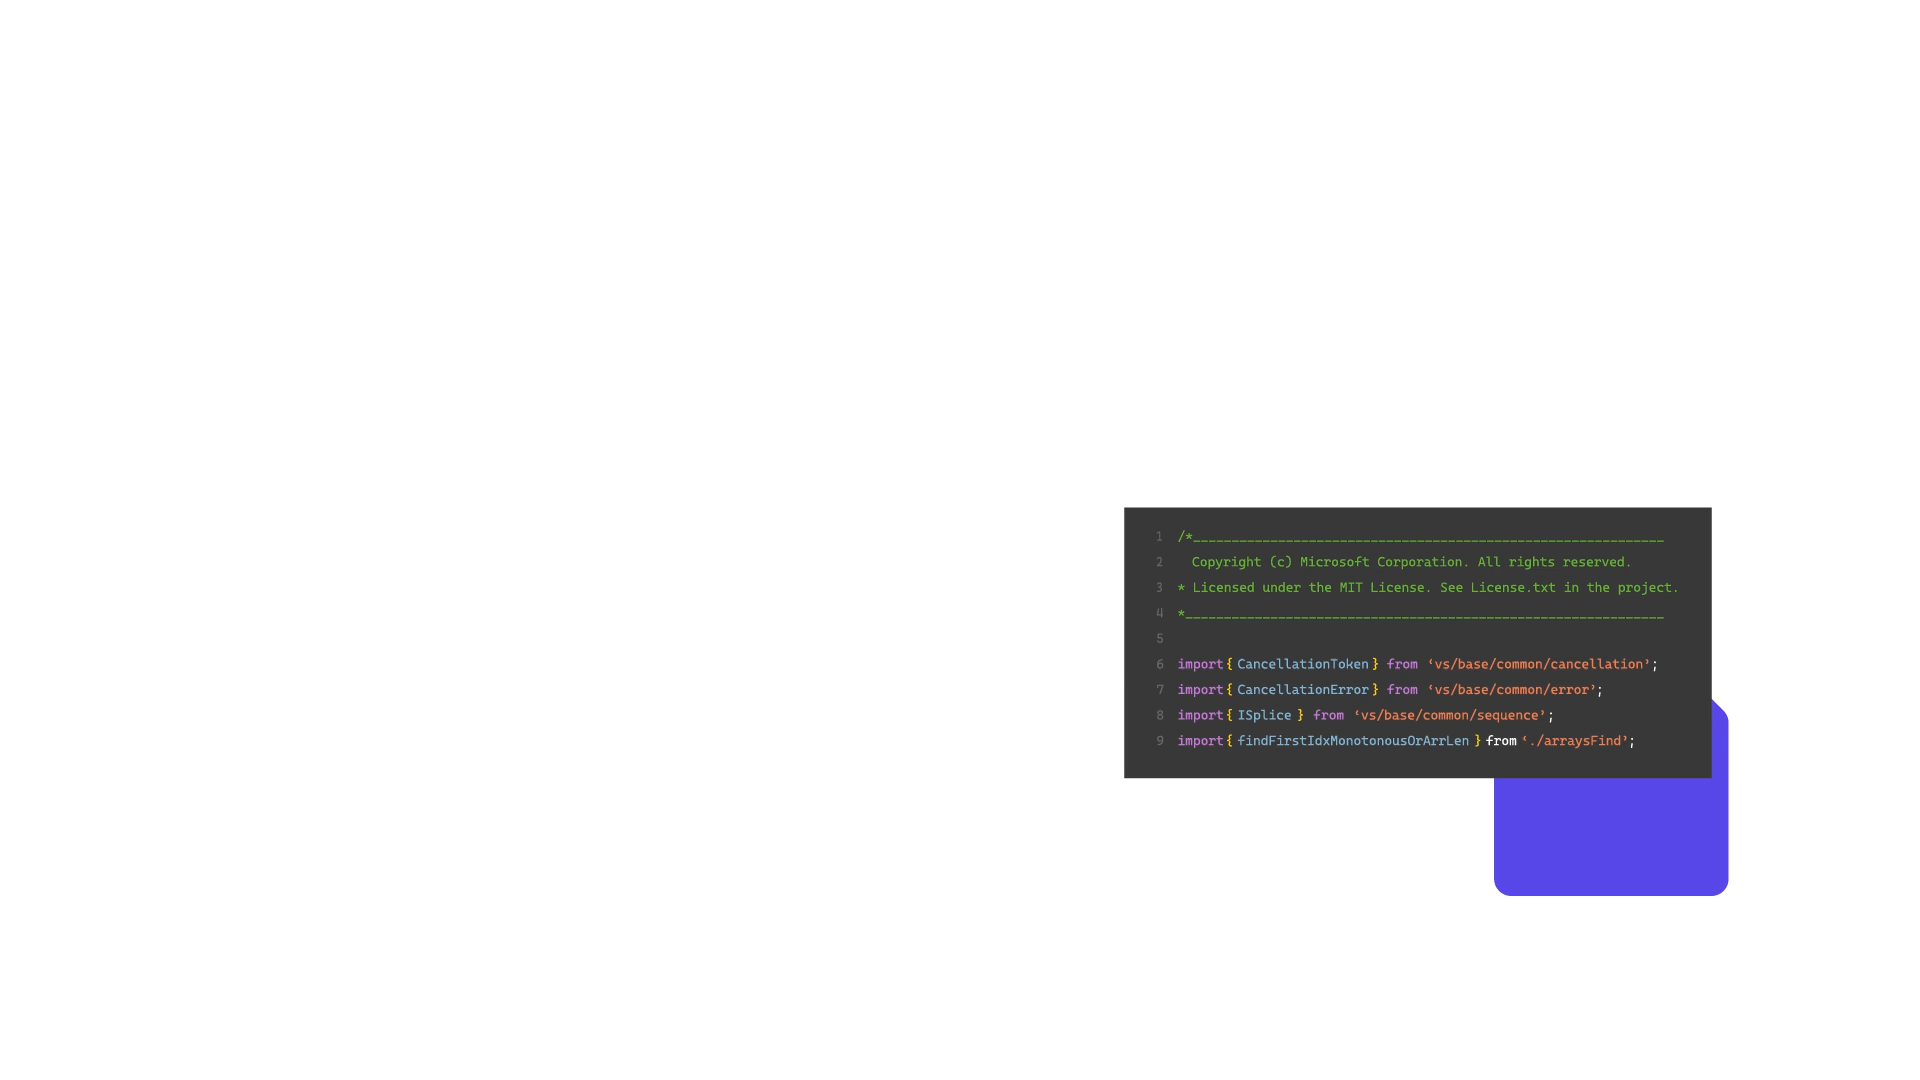 1 /*_____________________________________________________________
2 Copyright (c) Microsoft Corporation. All rights reserved.
3 * Licensed under the MIT License. See License.txt in the project.
4 *______________________________________________________________
5
6 import{ CancellationToken} from ‘vs/base/common/cancellation’;
7 import{ CancellationError} from ‘vs/base/common/error’;
8 import{ ISplice } from ‘vs/base/common/sequence’;
9 import{ findFirstIdxMonotonousOrArrLen } from ‘./arraysFind’;